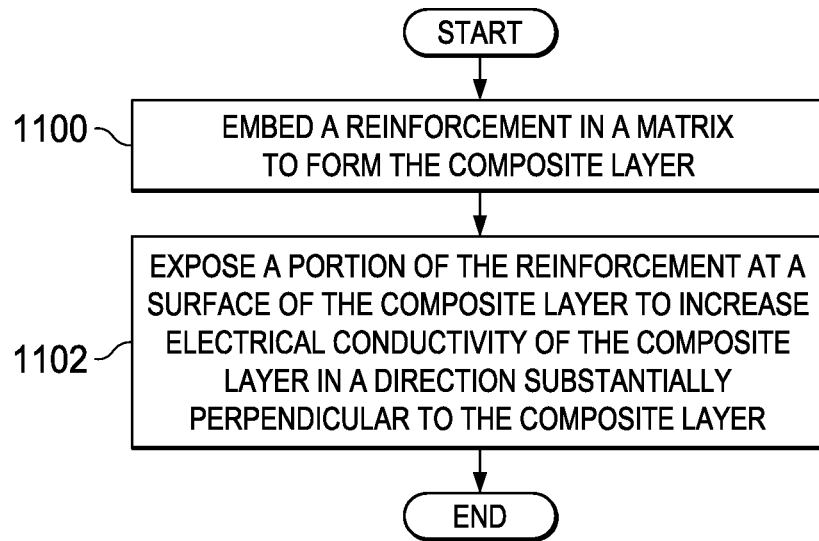 START
1100
EMBED A REINFORCEMENT IN A MATRIX
TO FORM THE COMPOSITE LAYER
1102
EXPOSE A PORTION OF THE REINFORCEMENT AT A
SURFACE OF THE COMPOSITE LAYER TO INCREASE
ELECTRICAL CONDUCTIVITY OF THE COMPOSITE
LAYER IN A DIRECTION SUBSTANTIALLY
PERPENDICULAR TO THE COMPOSITE LAYER
END